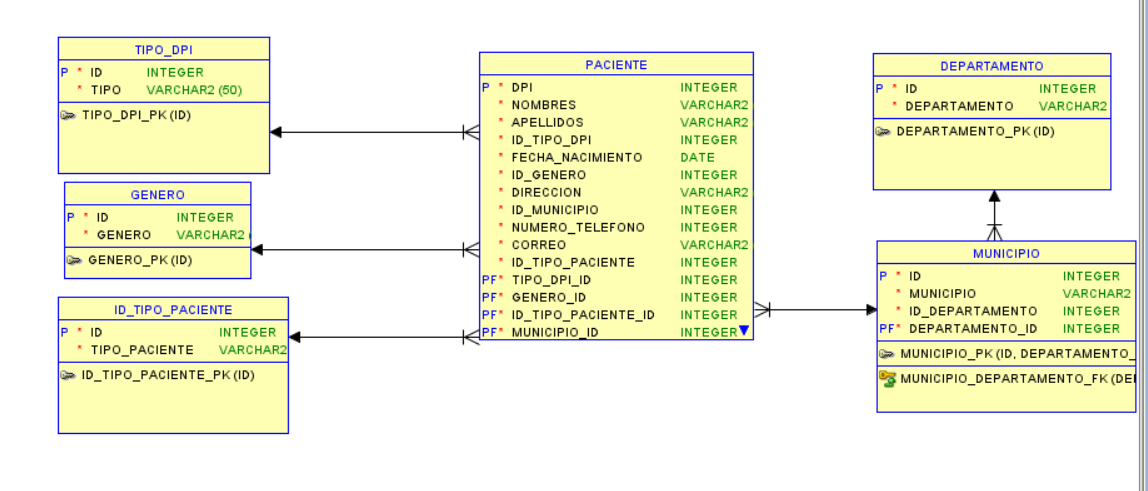 TIPO_DPI
P * ID INTEGER
* TIPO VARCHAR2 (50)
TIPO_DPI_PK (ID)
GENERO
P * ID INTEGER
* GENERO VARCHAR2 (
GENERO_PK (ID)
ID_TIPO_PACIENTE
P * ID INTEGER
* TIPO_PACIENTE VARCHAR2
ID_TIPO_PACIENTE_PK (ID)
PACIENTE
P * DPI INTEGER
* NOMBRES VARCHAR2
* APELLIDOS VARCHAR2
* ID_TIPO_DPI INTEGER
* FECHA_NACIMIENTO DATE
* ID_GENERO INTEGER
* DIRECCION VARCHAR2
* ID_MUNICIPIO INTEGER
* NUMERO_TELEFONO INTEGER
* CORREO VARCHAR2
* ID_TIPO_PACIENTE INTEGER
PF* TIPO_DPI_ID INTEGER
PF* GENERO_ID INTEGER
PF* ID_TIPO_PACIENTE_ID INTEGER
PF* MUNICIPIO_ID INTEGER
DEPARTAMENTO
P * ID INTEGER
* DEPARTAMENTO VARCHAR2
DEPARTAMENTO_PK (ID)
MUNICIPIO
P * ID INTEGER
* MUNICIPIO VARCHAR2
* ID_DEPARTAMENTO INTEGER
PF* DEPARTAMENTO_ID INTEGER
MUNICIPIO_PK (ID, DEPARTAMENTO_
MUNICIPIO_DEPARTAMENTO_FK (DE